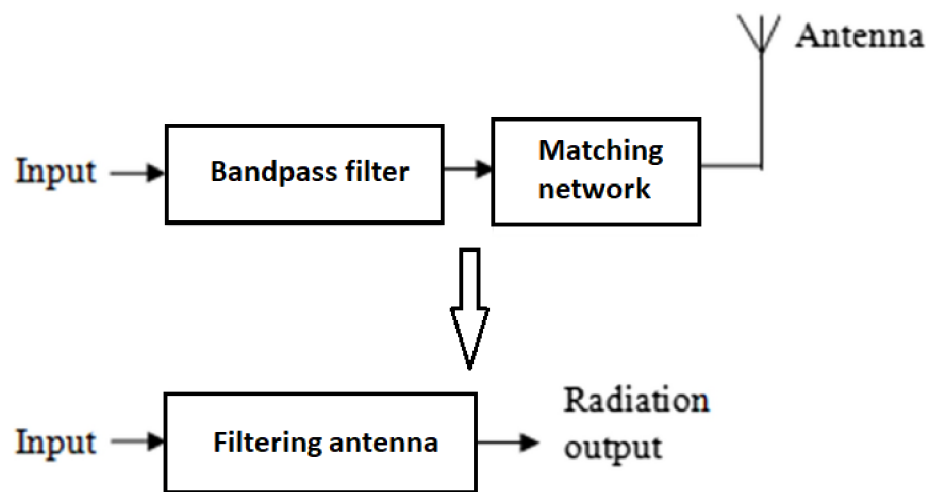 Antenna
Input
Bandpass filter
Matching
network
Input
Filtering antenna
Radiation
output